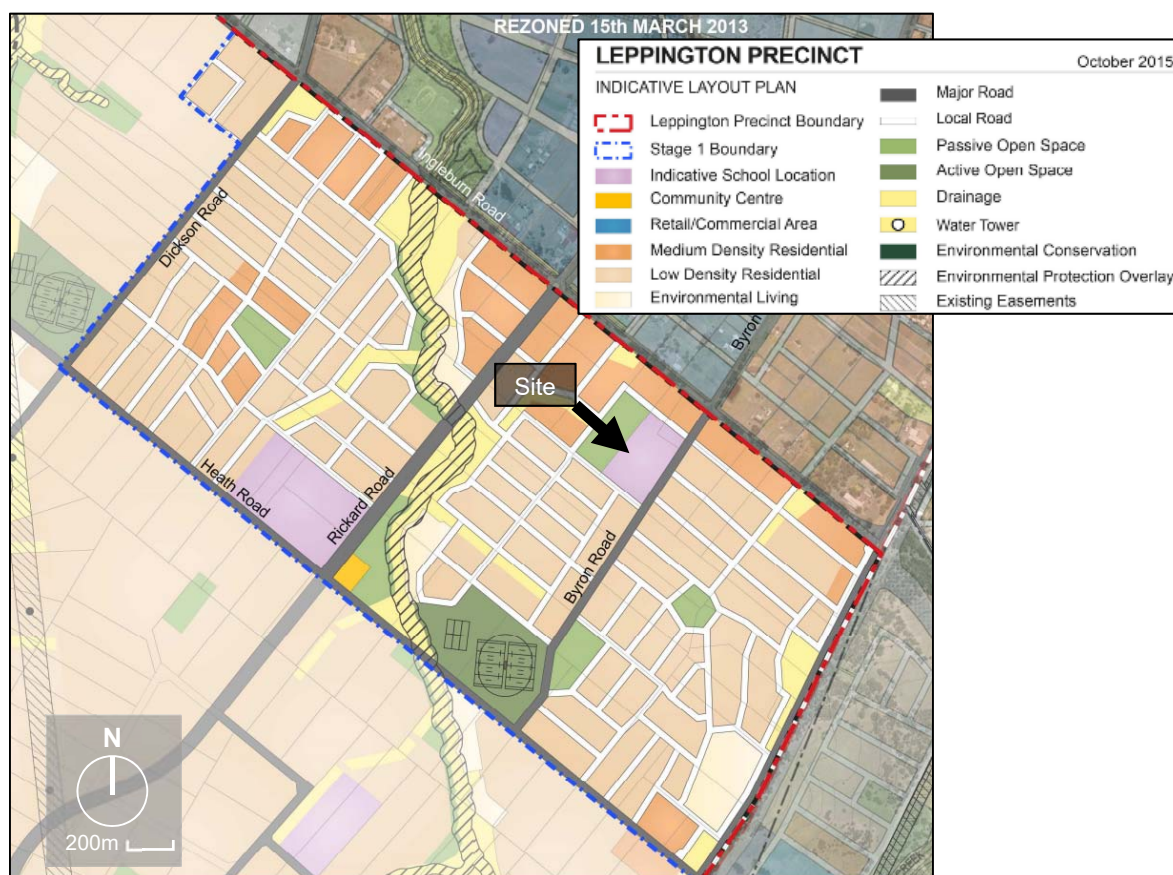 REZONED 15th MARCH 2013
LEPPINGTON PRECINCT
October 2015
INDICATIVE LAYOUT PLAN
Leppington Precinct Boundary
Stage 1 Boundary
Indicative School Location
Community Centre
Retail/Commercial Area
Medium Density Residential
Low Density Residential
Environmental Living
Major Road
Local Road
Passive Open Space
Active Open Space
Drainage
Water Tower
Environmental Conservation
Environmental Protection Overlay
Existing Easements
Ingleburn Road
Dickson Road
Byron
Site
Heath Road
Rickard Road
Byron Road
N
200m